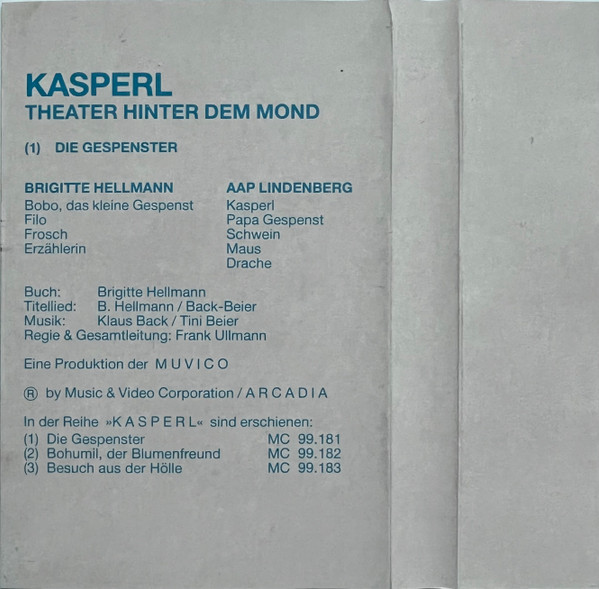 KASPERL
THEATER HINTER DEM MOND
(1) DIE GESPENSTER
BRIGITTE HELLMANN
Bobo, das kleine Gespenst
Filo
Frosch
Erzählerin
AAP LINDENBERG
Kasperl
Papa Gespenst
Schwein
Maus
Drache
Buch: Brigitte Hellmann
Titellied: B. Hellmann / Back-Beier
Musik: Klaus Back / Tini Beier
Regie & Gesamtleitung: Frank Ullmann
Eine Produktion der M U V I C O
® by Music & Video Corporation / A R C A D I A
In der Reihe »K A S P E R L« sind erschienen:
(1) Die Gespenster MC 99.181
(2) Bohumil, der Blumenfreund MC 99.182
(3) Besuch aus der Hölle MC 99.183